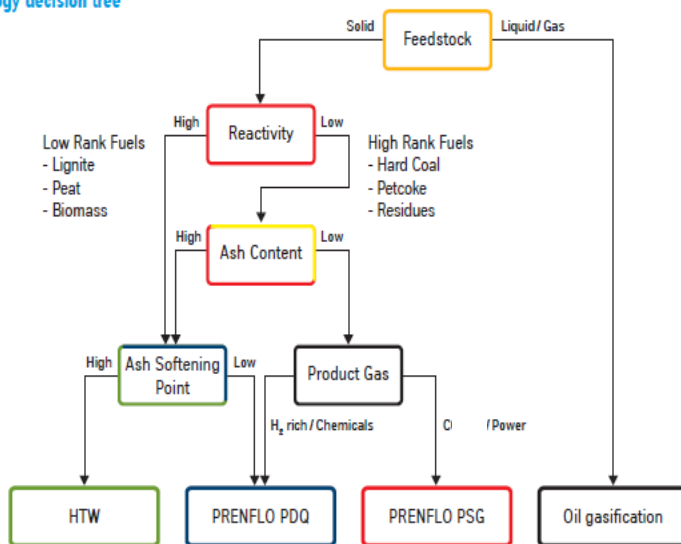 decision tree
Feedstock
Solid
Liquid / Gas
Reactivity
High
Low
Low Rank Fuels
- Lignite
- Peat
- Biomass
High Rank Fuels
- Hard Coal
- Petcoke
- Residues
Ash Content
High
Low
Ash Softening
Point
High
Low
Product Gas
H₂ rich / Chemicals
/ Power
HTW
PRENFLO PDQ
PRENFLO PSG
Oil gasification